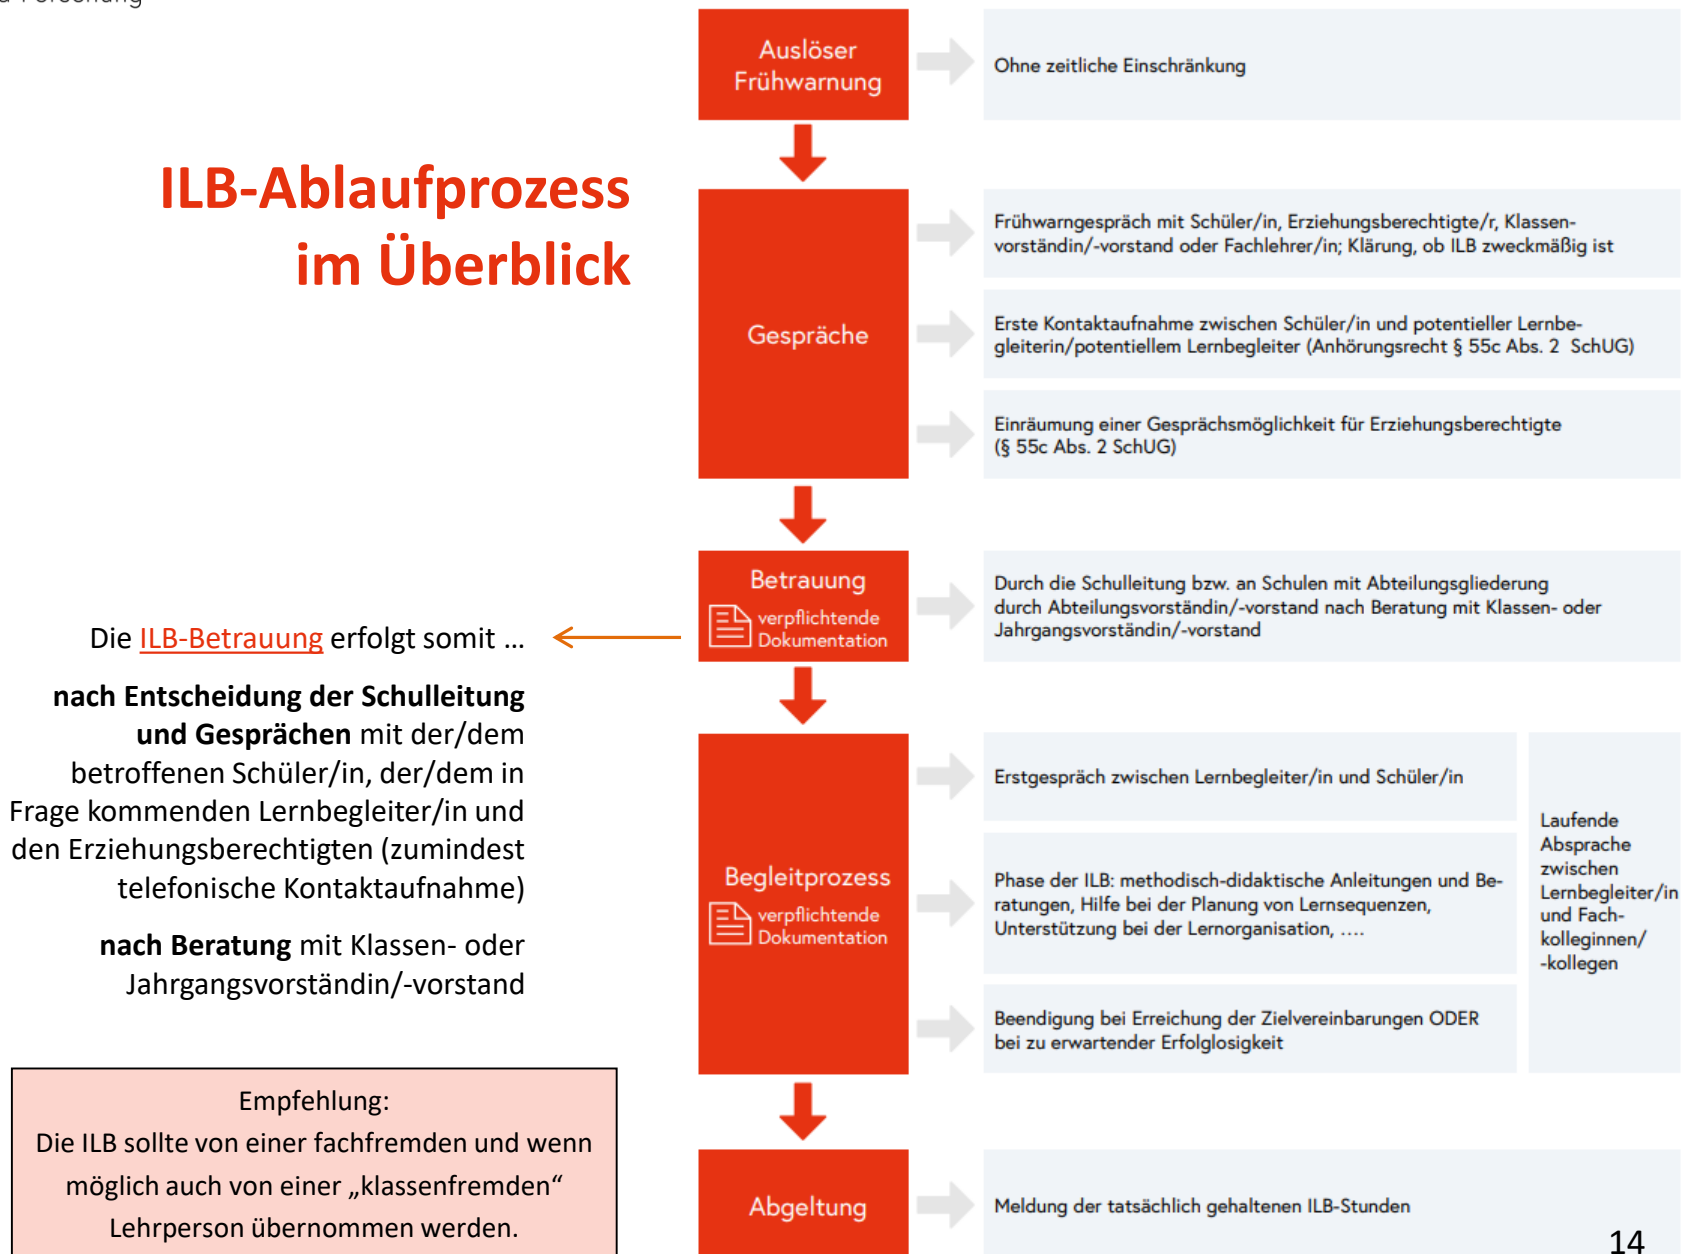 ILB-Ablaufprozess
im Überblick
Auslöser
Frühwarnung
Ohne zeitliche Einschränkung
Gespräche
Frühwarngespräch mit Schüler/in, Erziehungsberechtigte/r, Klassen-
vorständin/-vorstand oder Fachlehrer/in; Klärung, ob ILB zweckmäßig ist
Erste Kontaktaufnahme zwischen Schüler/in und potentieller Lernbe-
gleiterin/potentiellem Lernbegleiter (Anhörungsrecht § 55c Abs. 2 SchUG)
Einräumung einer Gesprächsmöglichkeit für Erziehungsberechtigte
(§ 55c Abs. 2 SchUG)
Betrauung
verpflichtende
Dokumentation
Durch die Schulleitung bzw. an Schulen mit Abteilungsgliederung
durch Abteilungsvorständin/-vorstand nach Beratung mit Klassen- oder
Jahrgangsvorständin/-vorstand
Die ILB-Betrauung erfolgt somit ...
nach Entscheidung der Schulleitung
und Gesprächen mit der/dem
betroffenen Schüler/in, der/dem in
Frage kommenden Lernbegleiter/in und
den Erziehungsberechtigten (zumindest
telefonische Kontaktaufnahme)
nach Beratung mit Klassen- oder
Jahrgangsvorständin/-vorstand
Begleitprozess
verpflichtende
Dokumentation
Erstgespräch zwischen Lernbegleiter/in und Schüler/in
Phase der ILB: methodisch-didaktische Anleitungen und Be-
ratungen, Hilfe bei der Planung von Lernsequenzen,
Unterstützung bei der Lernorganisation, ....
Beendigung bei Erreichung der Zielvereinbarungen ODER
bei zu erwartender Erfolglosigkeit
Laufende
Absprache
zwischen
Lernbegleiter/in
und Fach-
kolleginnen/
-kollegen
Empfehlung:
Die ILB sollte von einer fachfremden und wenn
möglich auch von einer „klassenfremden“
Lehrperson übernommen werden.
Abgeltung
Meldung der tatsächlich gehaltenen ILB-Stunden
14